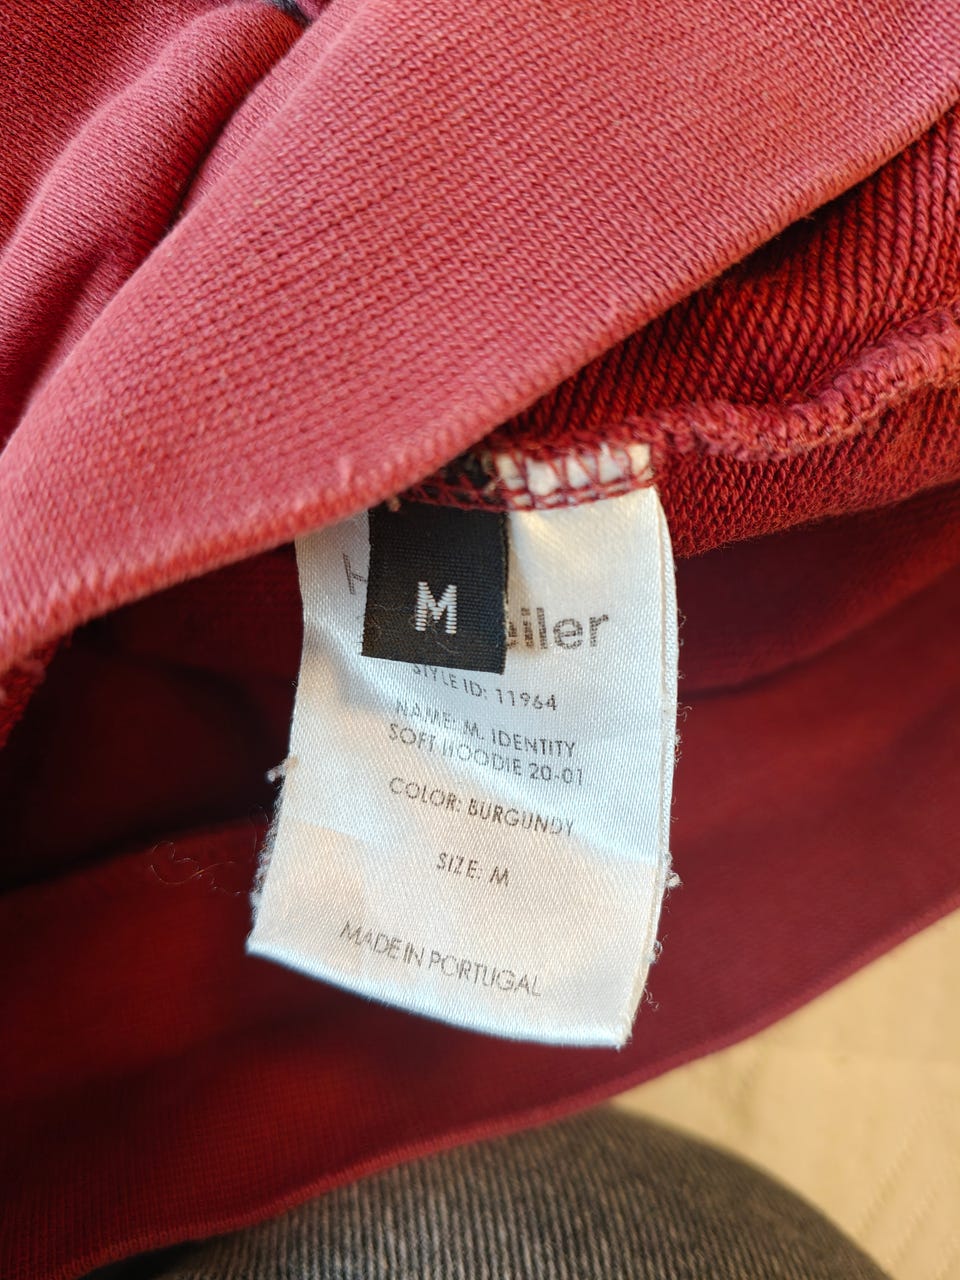 M
STYLE ID: 11964
NAME: M. IDENTITY
SOFT HOODIE 20-01
COLOR: BURGUNDY
SIZE: M
MADE IN PORTUGAL